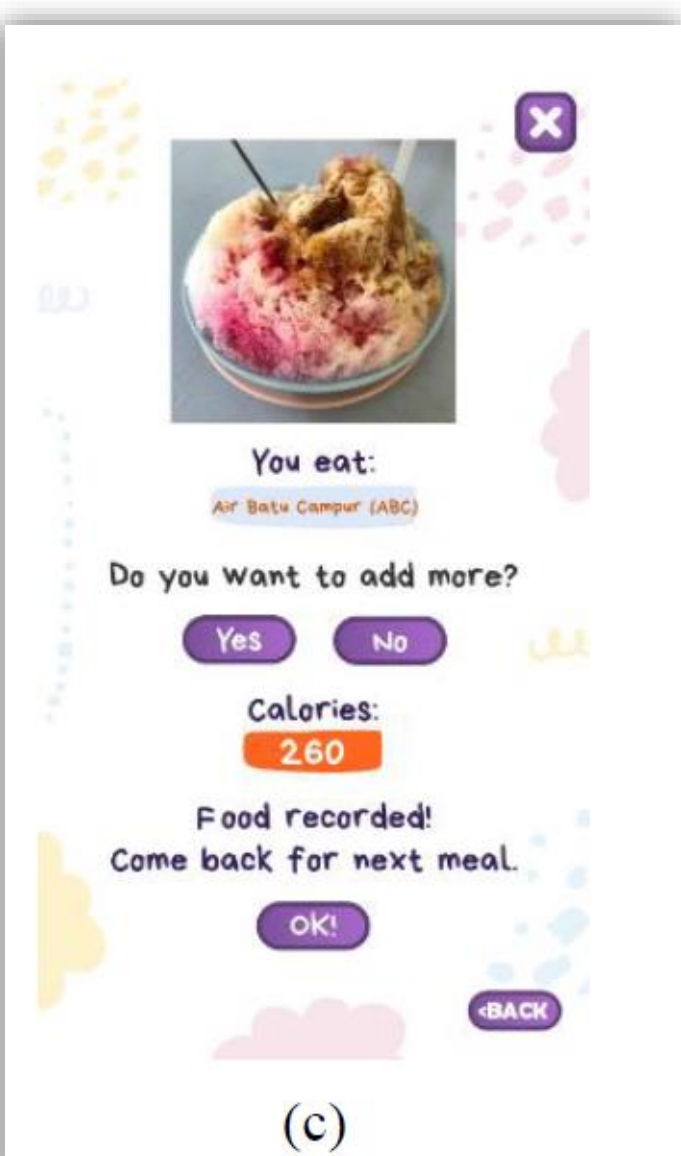 You eat:
Air Batu Campur (ABC)
Do you want to add more?
Yes No
Calories:
260
Food recorded!
Come back for next meal.
OK!
<BACK
(c)